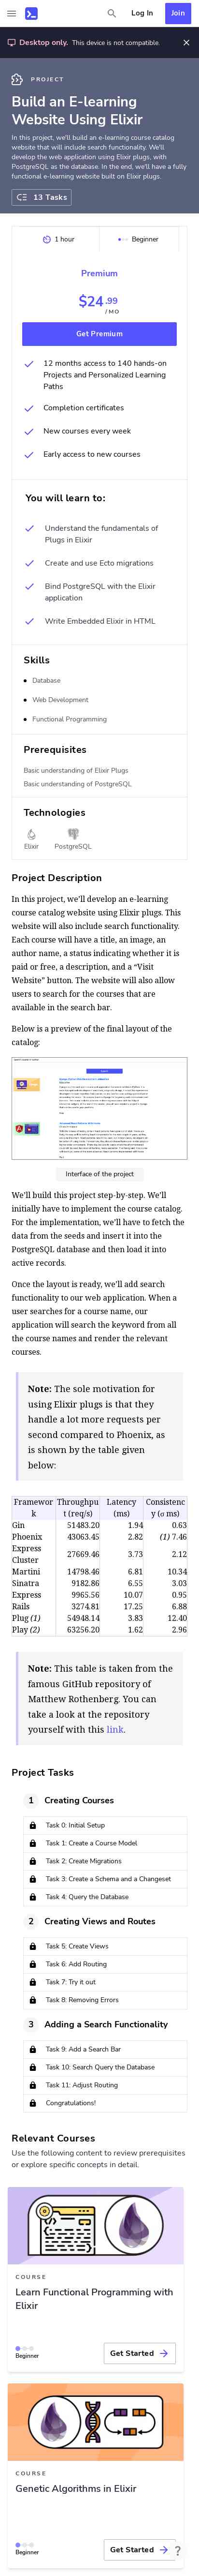 Log In
Join
Desktop only. This device is not compatible.
PROJECT
Build an E-learning
Website Using Elixir
In this project, we'll build an e-learning course catalog
website that will include search functionality. We'll
develop the web application using Elixir plugs, with
PostgreSQL as the database. In the end, we'll have a fully
functional e-learning website built on Elixir plugs.
13 Tasks
1 hour
Beginner
Premium
$24.99
/MO
Get Premium
12 months access to 140 hands-on
Projects and Personalized Learning
Paths
Completion certificates
New courses every week
Early access to new courses
You will learn to:
Understand the fundamentals of
Plugs in Elixir
Create and use Ecto migrations
Bind PostgreSQL with the Elixir
application
Write Embedded Elixir in HTML
Skills
Database
Web Development
Functional Programming
Prerequisites
Basic understanding of Elixir Plugs
Basic understanding of PostgreSQL
Technologies
Elixir
PostgreSQL
Project Description
In this project, we'll develop an e-learning
course catalog website using Elixir plugs. This
website will also include search functionality.
Each course will have a title, an image, an
author name, a status indicating whether it is
paid or free, a description, and a "Visit
Website" button. The website will also allow
users to search for the courses that are
available in the search bar.
Below is a preview of the final layout of the
catalog:
Interface of the project
We'll build this project step-by-step. We'll
initially have to implement the course catalog.
For the implementation, we'll have to fetch the
data from the seeds and insert it into the
PostgreSQL database and then load it into
active records.
Once the layout is ready, we'll add search
functionality to our web application. When a
user searches for a course name, our
application will search the keyword from all
the course names and render the relevant
courses.
Note: The sole motivation for
using Elixir plugs is that they
handle a lot more requests per
second compared to Phoenix, as
is shown by the table given
below:
Framewor
k Throughpu
t (req/s) Latency
(ms) Consistenc
y (σ ms)
Gin 51483.20 1.94 0.63
Phoenix 43063.45 2.82 (1) 7.46
Express
Cluster 27669.46 3.73 2.12
Martini 14798.46 6.81 10.34
Sinatra 9182.86 6.55 3.03
Express 9965.56 10.07 0.95
Rails 3274.81 17.25 6.88
Plug (1) 54948.14 3.83 12.40
Play (2) 63256.20 1.62 2.96
Note: This table is taken from the
famous GitHub repository of
Matthew Rothenberg. You can
take a look at the repository
yourself with this link.
Project Tasks
1 Creating Courses
Task 0: Initial Setup
Task 1: Create a Course Model
Task 2: Create Migrations
Task 3: Create a Schema and a Changeset
Task 4: Query the Database
2 Creating Views and Routes
Task 5: Create Views
Task 6: Add Routing
Task 7: Try it out
Task 8: Removing Errors
3 Adding a Search Functionality
Task 9: Add a Search Bar
Task 10: Search Query the Database
Task 11: Adjust Routing
Congratulations!
Relevant Courses
Use the following content to review prerequisites
or explore specific concepts in detail.
COURSE
Learn Functional Programming with
Elixir
Beginner
Get Started
COURSE
Genetic Algorithms in Elixir
Beginner
Get Started
?